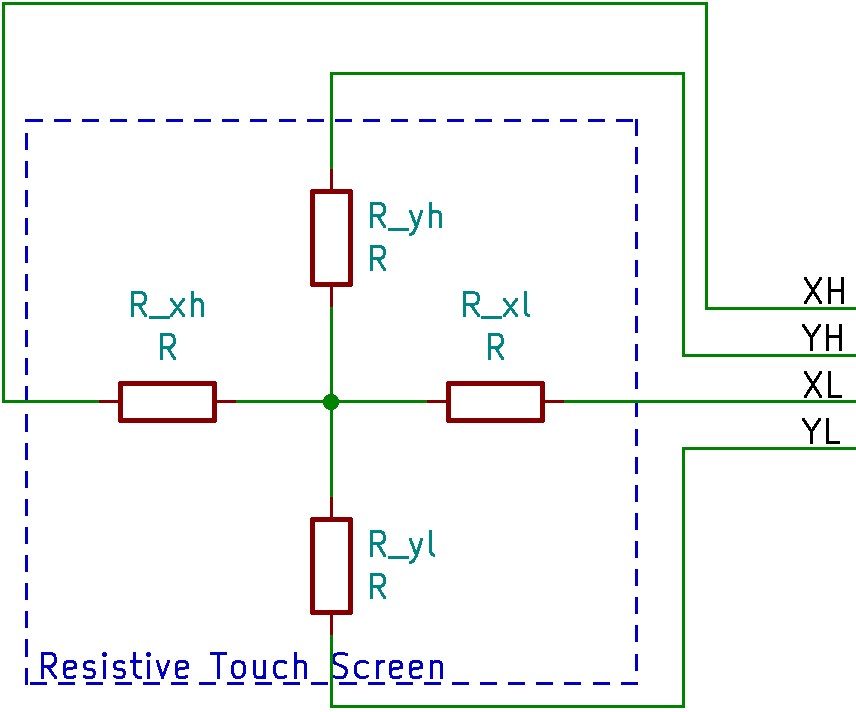 R_yh
R
R_xh
R
R_xl
R
XH
YH
XL
YL
R_yl
R
Resistive Touch Screen